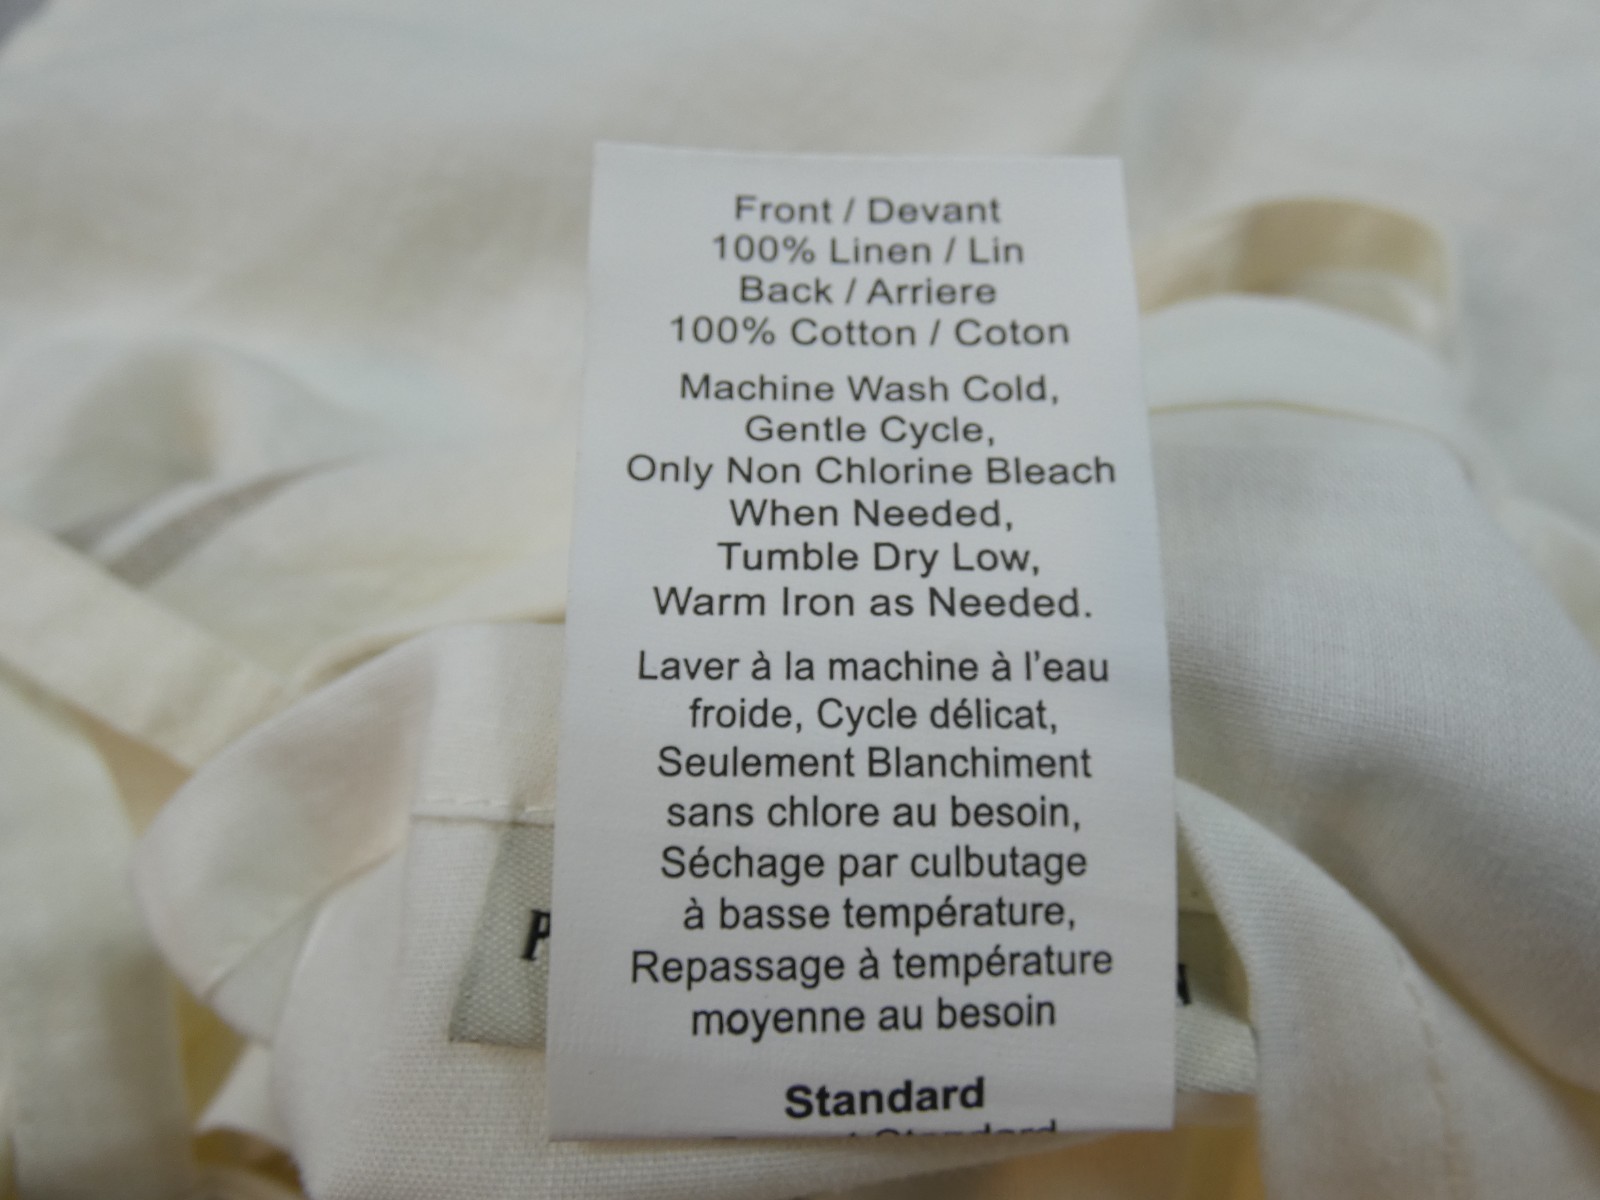 Front / Devant
100% Linen / Lin
Back / Arriere
100% Cotton / Coton
Machine Wash Cold,
Gentle Cycle,
Only Non Chlorine Bleach
When Needed,
Tumble Dry Low,
Warm Iron as Needed.
Laver à la machine à l'eau
froide, Cycle délicat,
Seulement Blanchiment
sans chlore au besoin,
Séchage par culbutage
à basse température,
Repassage à température
moyenne au besoin
Standard